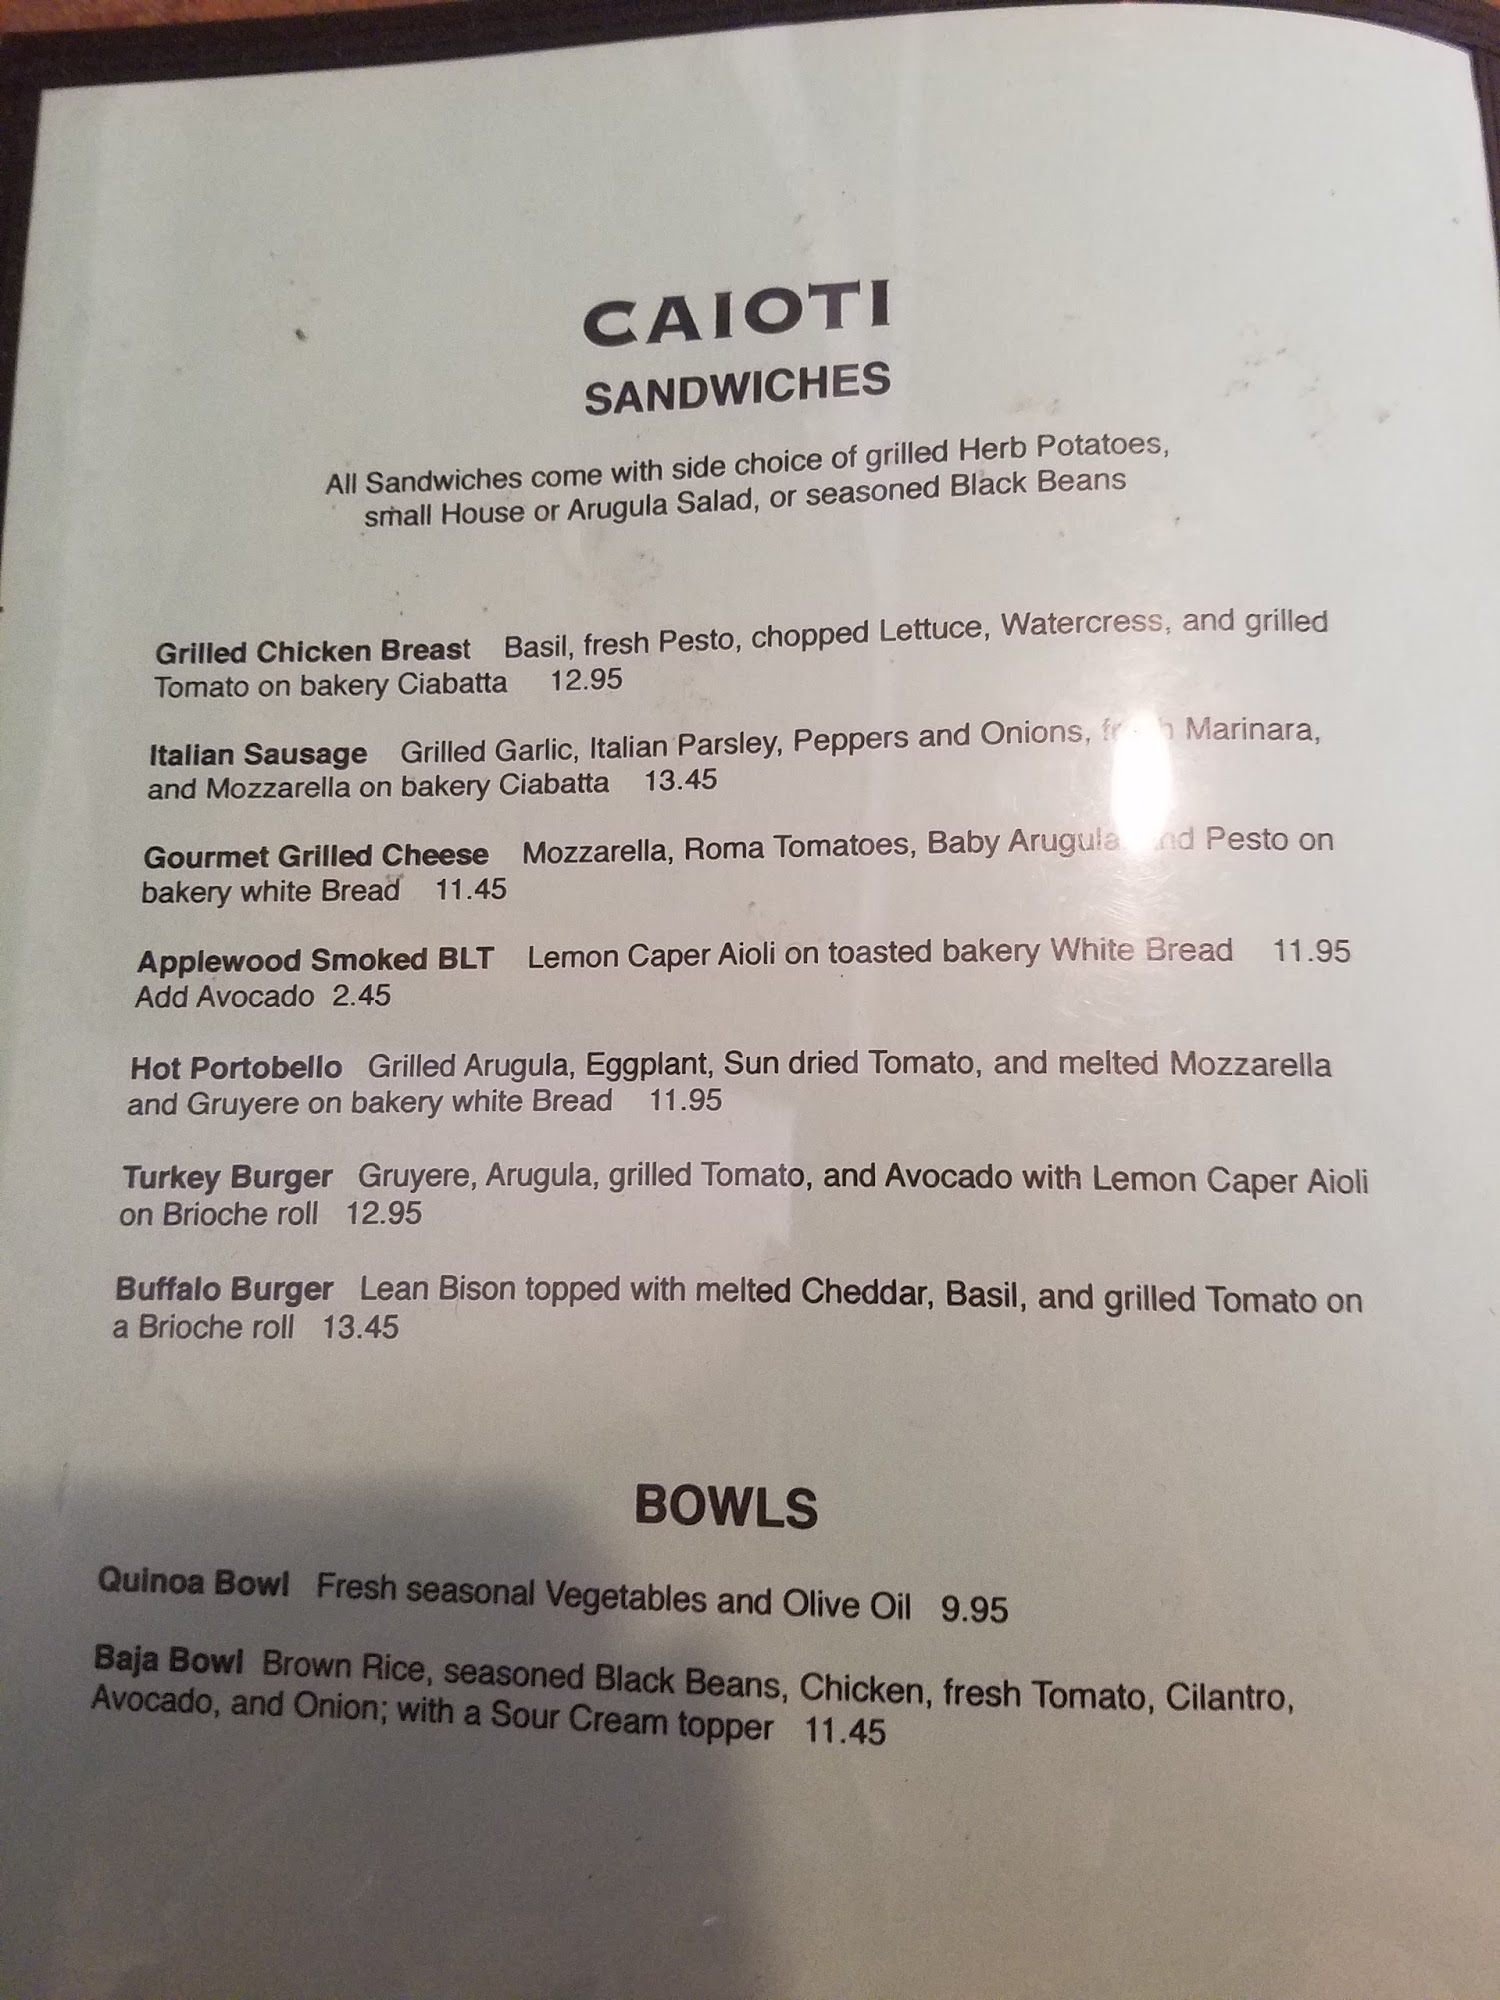 CAIOTI
SANDWICHES
All Sandwiches come with side choice of grilled Herb Potatoes,
small House or Arugula Salad, or seasoned Black Beans
Grilled Chicken Breast Basil, fresh Pesto, chopped Lettuce, Watercress, and grilled
Tomato on bakery Ciabatta 12.95
Italian Sausage Grilled Garlic, Italian Parsley, Peppers and Onions, Marinara,
and Mozzarella on bakery Ciabatta 13.45
Gourmet Grilled Cheese Mozzarella, Roma Tomatoes, Baby Arugula and Pesto on
bakery white Bread 11.45
Applewood Smoked BLT Lemon Caper Aioli on toasted bakery White Bread 11.95
Add Avocado 2.45
Hot Portobello Grilled Arugula, Eggplant, Sun dried Tomato, and melted Mozzarella
and Gruyere on bakery white Bread 11.95
Turkey Burger Gruyere, Arugula, grilled Tomato, and Avocado with Lemon Caper Aioli
on Brioche roll 12.95
Buffalo Burger Lean Bison topped with melted Cheddar, Basil, and grilled Tomato on
a Brioche roll 13.45
BOWLS
Quinoa Bowl Fresh seasonal Vegetables and Olive Oil 9.95
Baja Bowl Brown Rice, seasoned Black Beans, Chicken, fresh Tomato, Cilantro,
Avocado, and Onion; with a Sour Cream topper 11.45